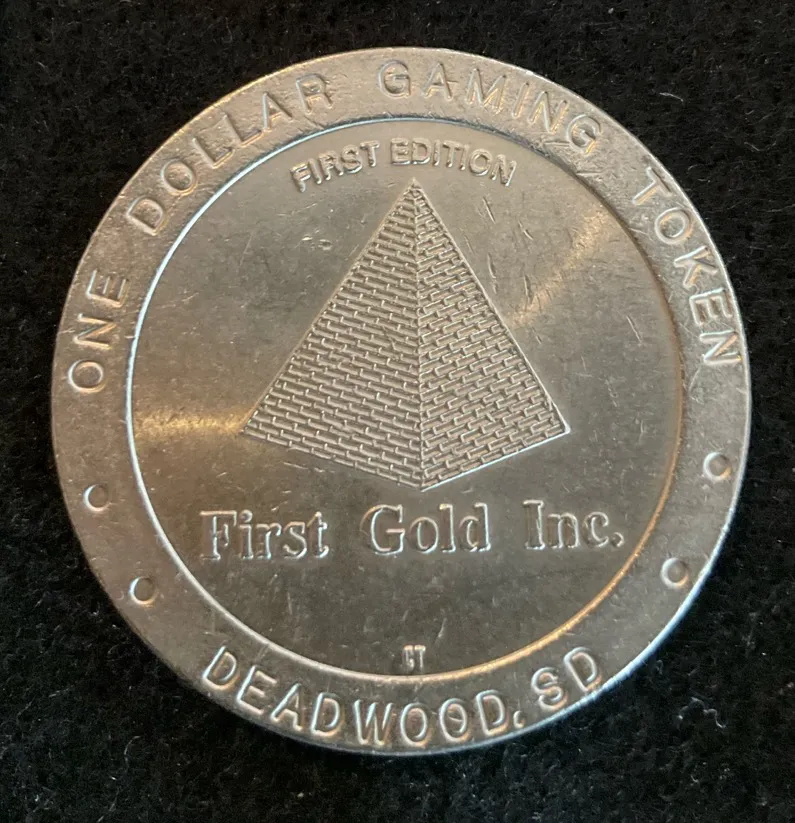 ONE DOLLAR GAMING TOKEN
FIRST EDITION
First Gold Inc.
CT
DEADWOOD, SD